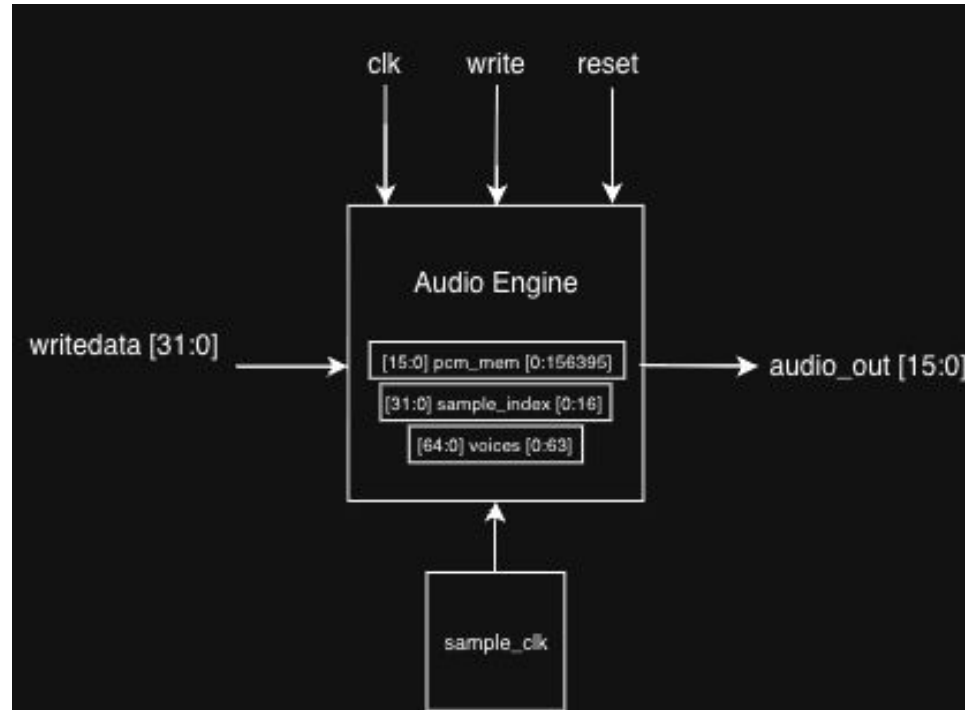 clk write reset
Audio Engine
writedata [31:0]
[15:0] pcm_mem [0:156395]
audio_out [15:0]
[31:0] sample_index [0:16]
[64:0] voices [0:63]
sample_clk